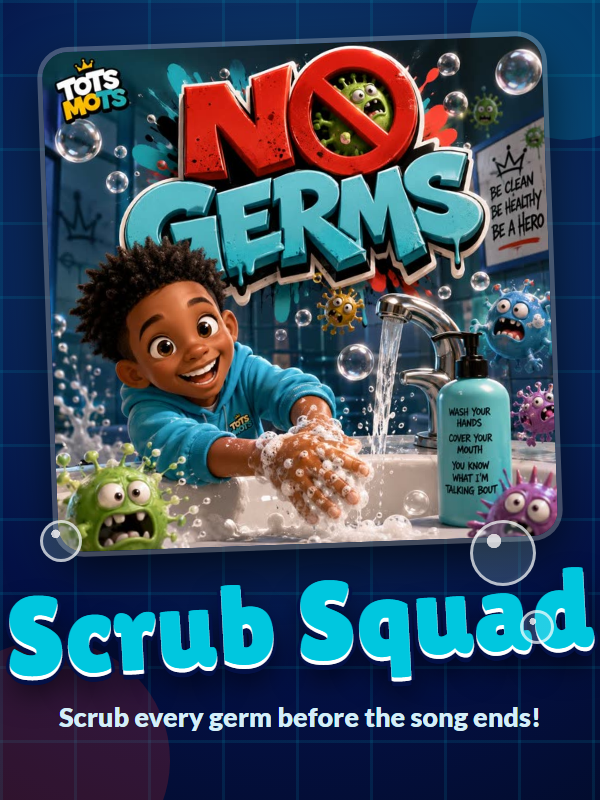 TOTS
MOTS
NO
GERMS
BE CLEAN
BE HEALTHY
BE A HERO
TOTS
MOTS
WASH YOUR
HANDS
COVER YOUR
MOUTH
YOU KNOW
WHAT I'M
TALKING BOUT
Scrub Squad
Scrub every germ before the song ends!